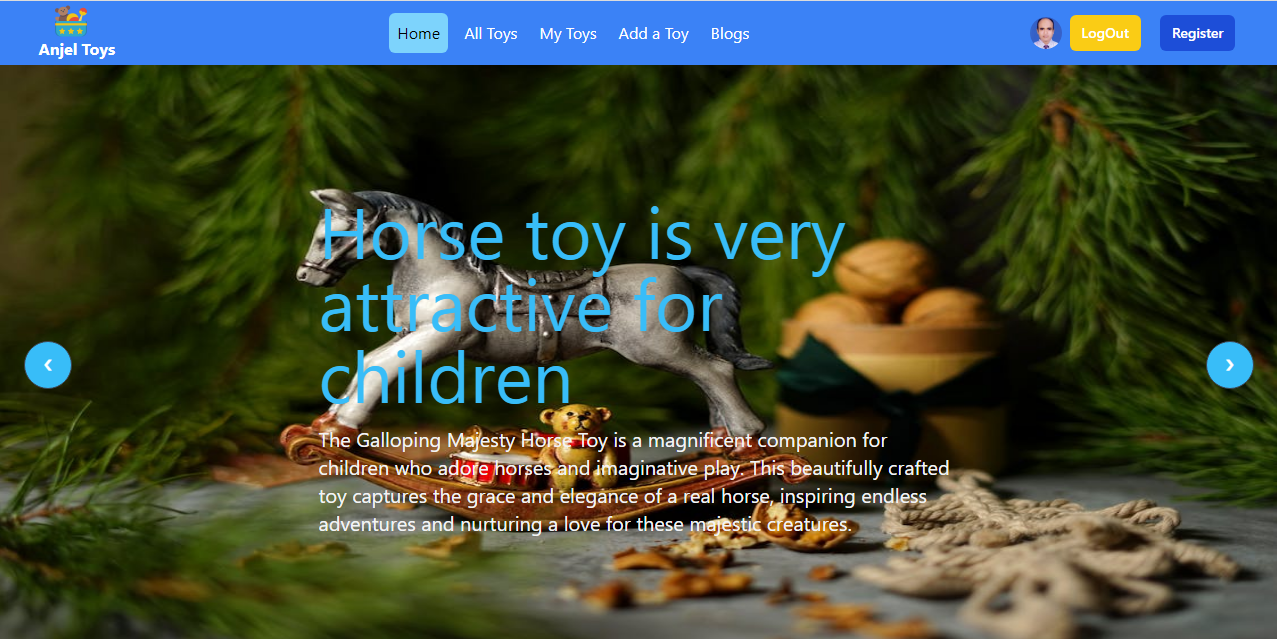 Anjel Toys
Home
All Toys
My Toys
Add a Toy
Blogs
LogOut
Register
Horse toy is very
attractive for
children
The Galloping Majesty Horse Toy is a magnificent companion for
children who adore horses and imaginative play. This beautifully crafted
toy captures the grace and elegance of a real horse, inspiring endless
adventures and nurturing a love for these majestic creatures.